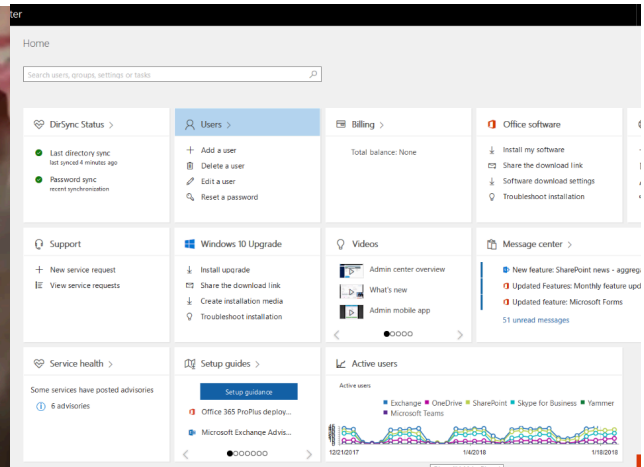 ter
Home
Search users, groups, settings or tasks
DirSync Status >
Last directory sync
last synced 4 minutes ago
Password sync
recent synchronization
Users >
Add a user
Delete a user
Edit a user
Reset a password
Billing >
Total balance: None
Office software
Install my software
Share the download link
Software download settings
Troubleshoot installation
Support
New service request
View service requests
Windows 10 Upgrade
Install upgrade
Share the download link
Create installation media
Troubleshoot installation
Videos
Admin center overview
What's new
Admin mobile app
Message center >
New feature: SharePoint news - aggrega
Updated Features: Monthly feature upd
Updated feature: Microsoft Forms
51 unread messages
Service health >
Some services have posted advisories
6 advisories
Setup guides >
Setup guidance
Office 365 ProPlus deploy...
Microsoft Exchange Advis...
Active users
Active users
Exchange OneDrive SharePoint Skype for Business Yammer
Microsoft Teams
12/21/2017 1/4/2018 1/18/2018